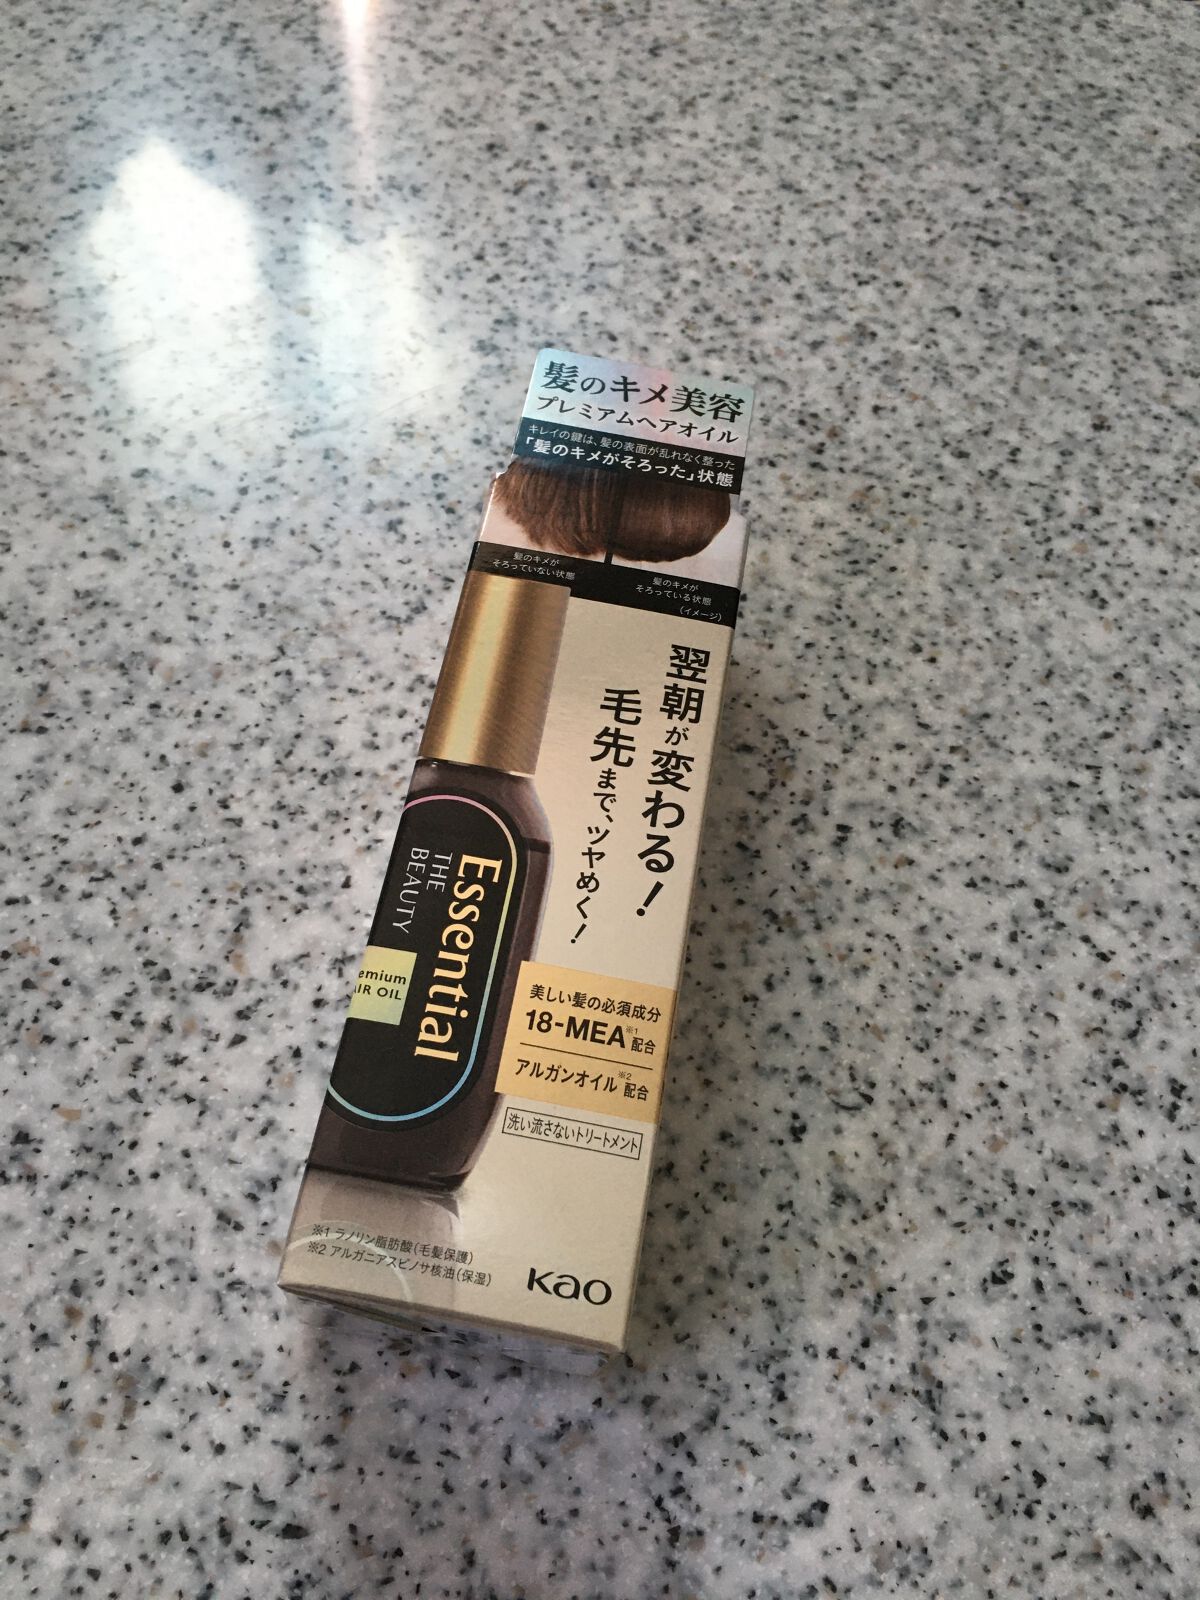 髪のキメ美容
プレミアムヘアオイル
キレイの鍵は、髪の表面が乱れなく整った
「髪のキメがそろった」状態
髪のキメが
そろっていない状態
髪のキメが
そろっている状態
(イメージ)
翌朝が変わる!
毛先まで、ツヤめく!
Essential
THE
BEAUTY
emium
AIR OIL
美しい髪の必須成分
18-MEA※1配合
アルガンオイル※2配合
洗い流さないトリートメント
※1 ラノリン脂肪酸(毛髪保護)
※2 アルガニアスピノサ核油(保湿)
Kao